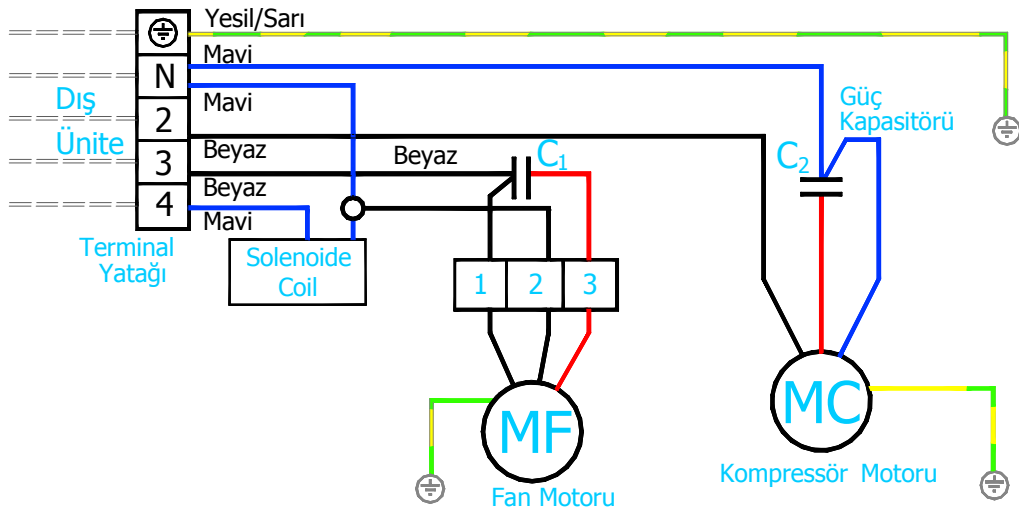 Yesil/Sarı
Mavi
N
Mavi
Dış
Ünite
2
Beyaz
Beyaz
3
Beyaz
4
Mavi
Terminal
Yatağı
Solenoide
Coil
C1
1 2 3
C2
Güç
Kapasitörü
MF
Fan Motoru
MC
Kompressör Motoru